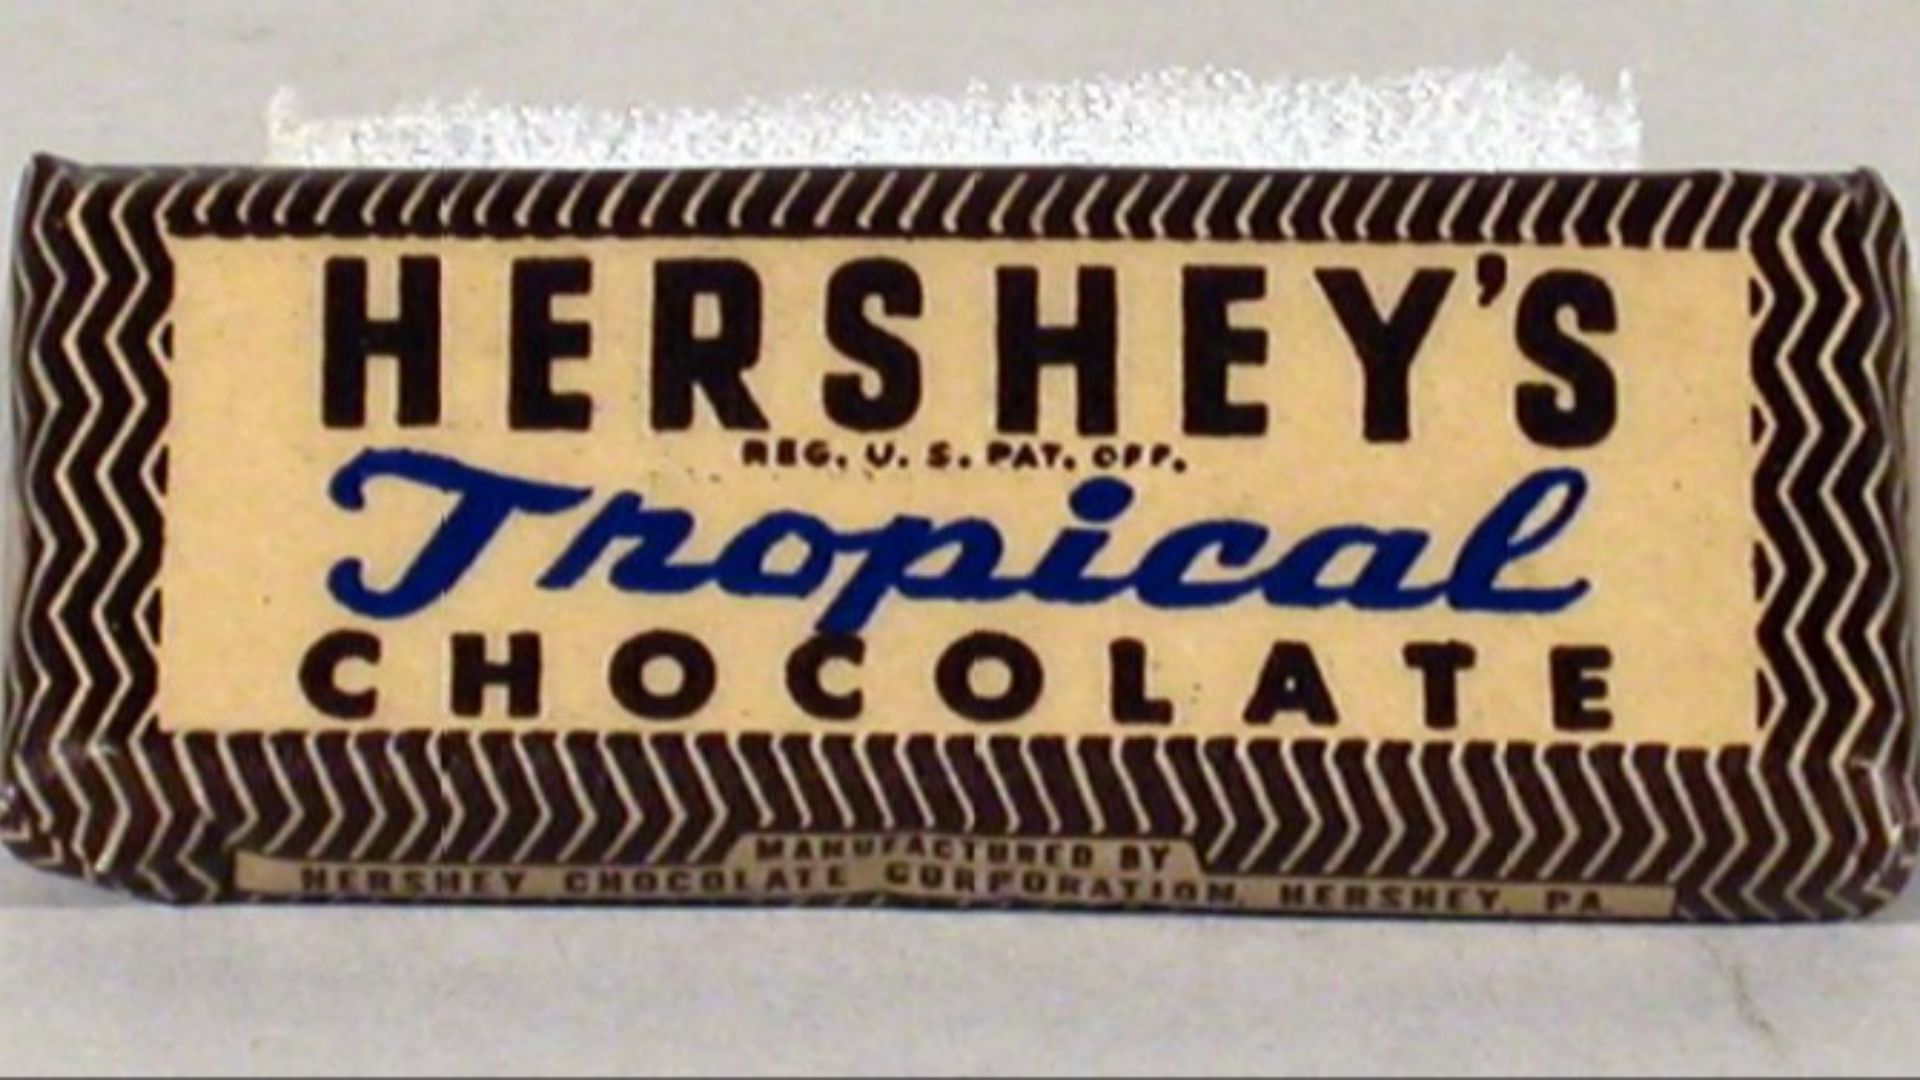 HERSHEY'S
REG. U. S. PAT. OFF.
Tropical
CHOCOLATE
MANUFACTURED BY
HERSHEY CHOCOLATE CORPORATION, HERSHEY, PA.